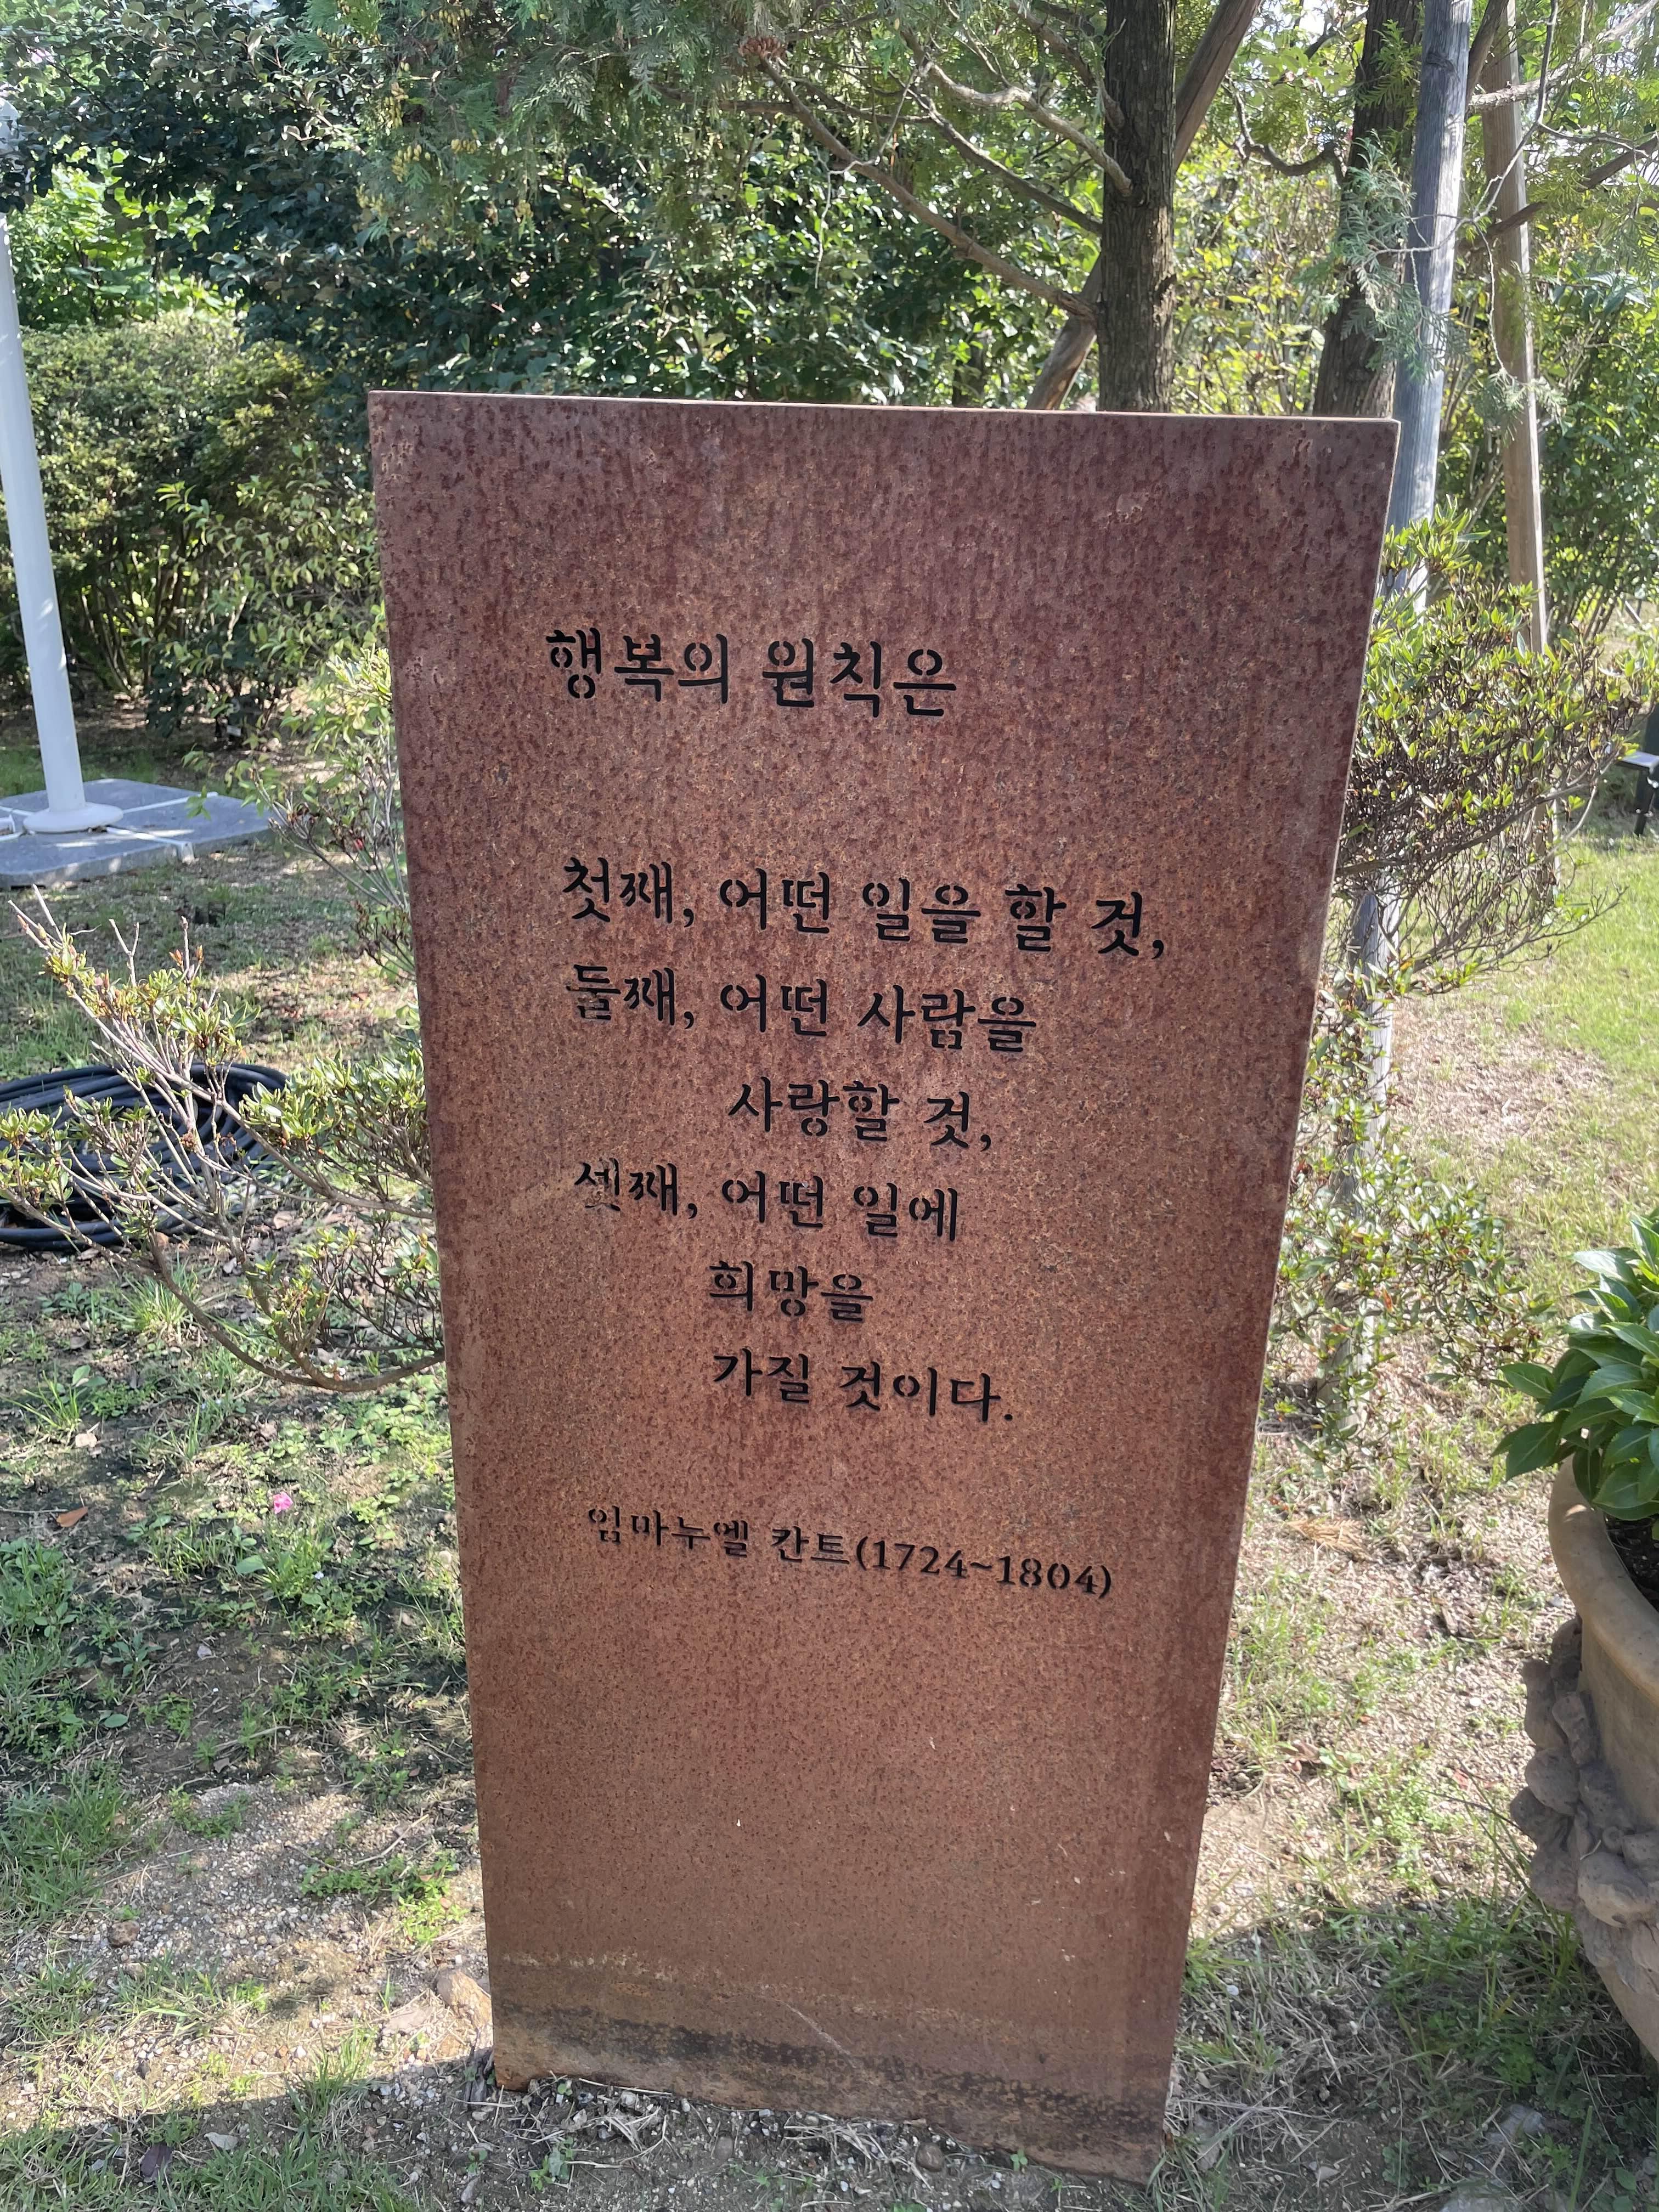 행복의 원칙은
첫째, 어떤 일을 할 것,
둘째, 어떤 사람을
사랑할 것,
셋째, 어떤 일에
희망을
가질 것이다.
임마누엘 칸트(1724~1804)